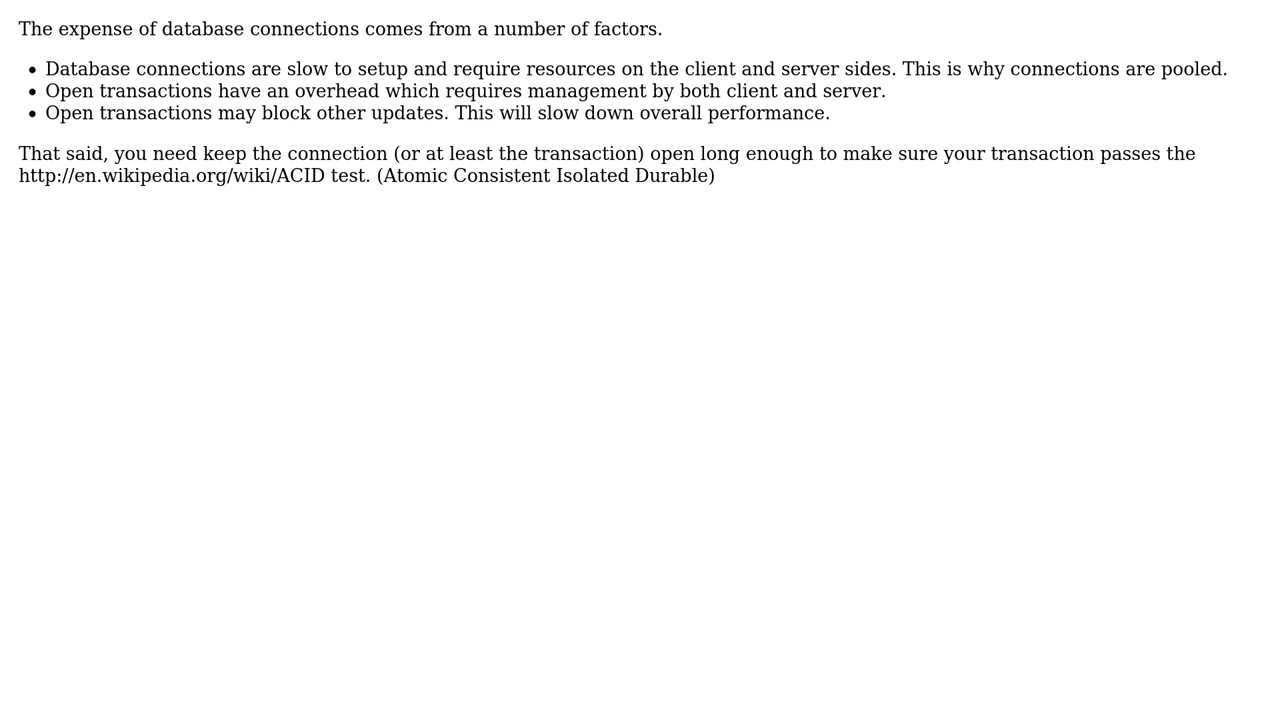 The expense of database connections comes from a number of factors.
• Database connections are slow to setup and require resources on the client and server sides. This is why connections are pooled.
• Open transactions have an overhead which requires management by both client and server.
• Open transactions may block other updates. This will slow down overall performance.
That said, you need keep the connection (or at least the transaction) open long enough to make sure your transaction passes the
http://en.wikipedia.org/wiki/ACID test. (Atomic Consistent Isolated Durable)